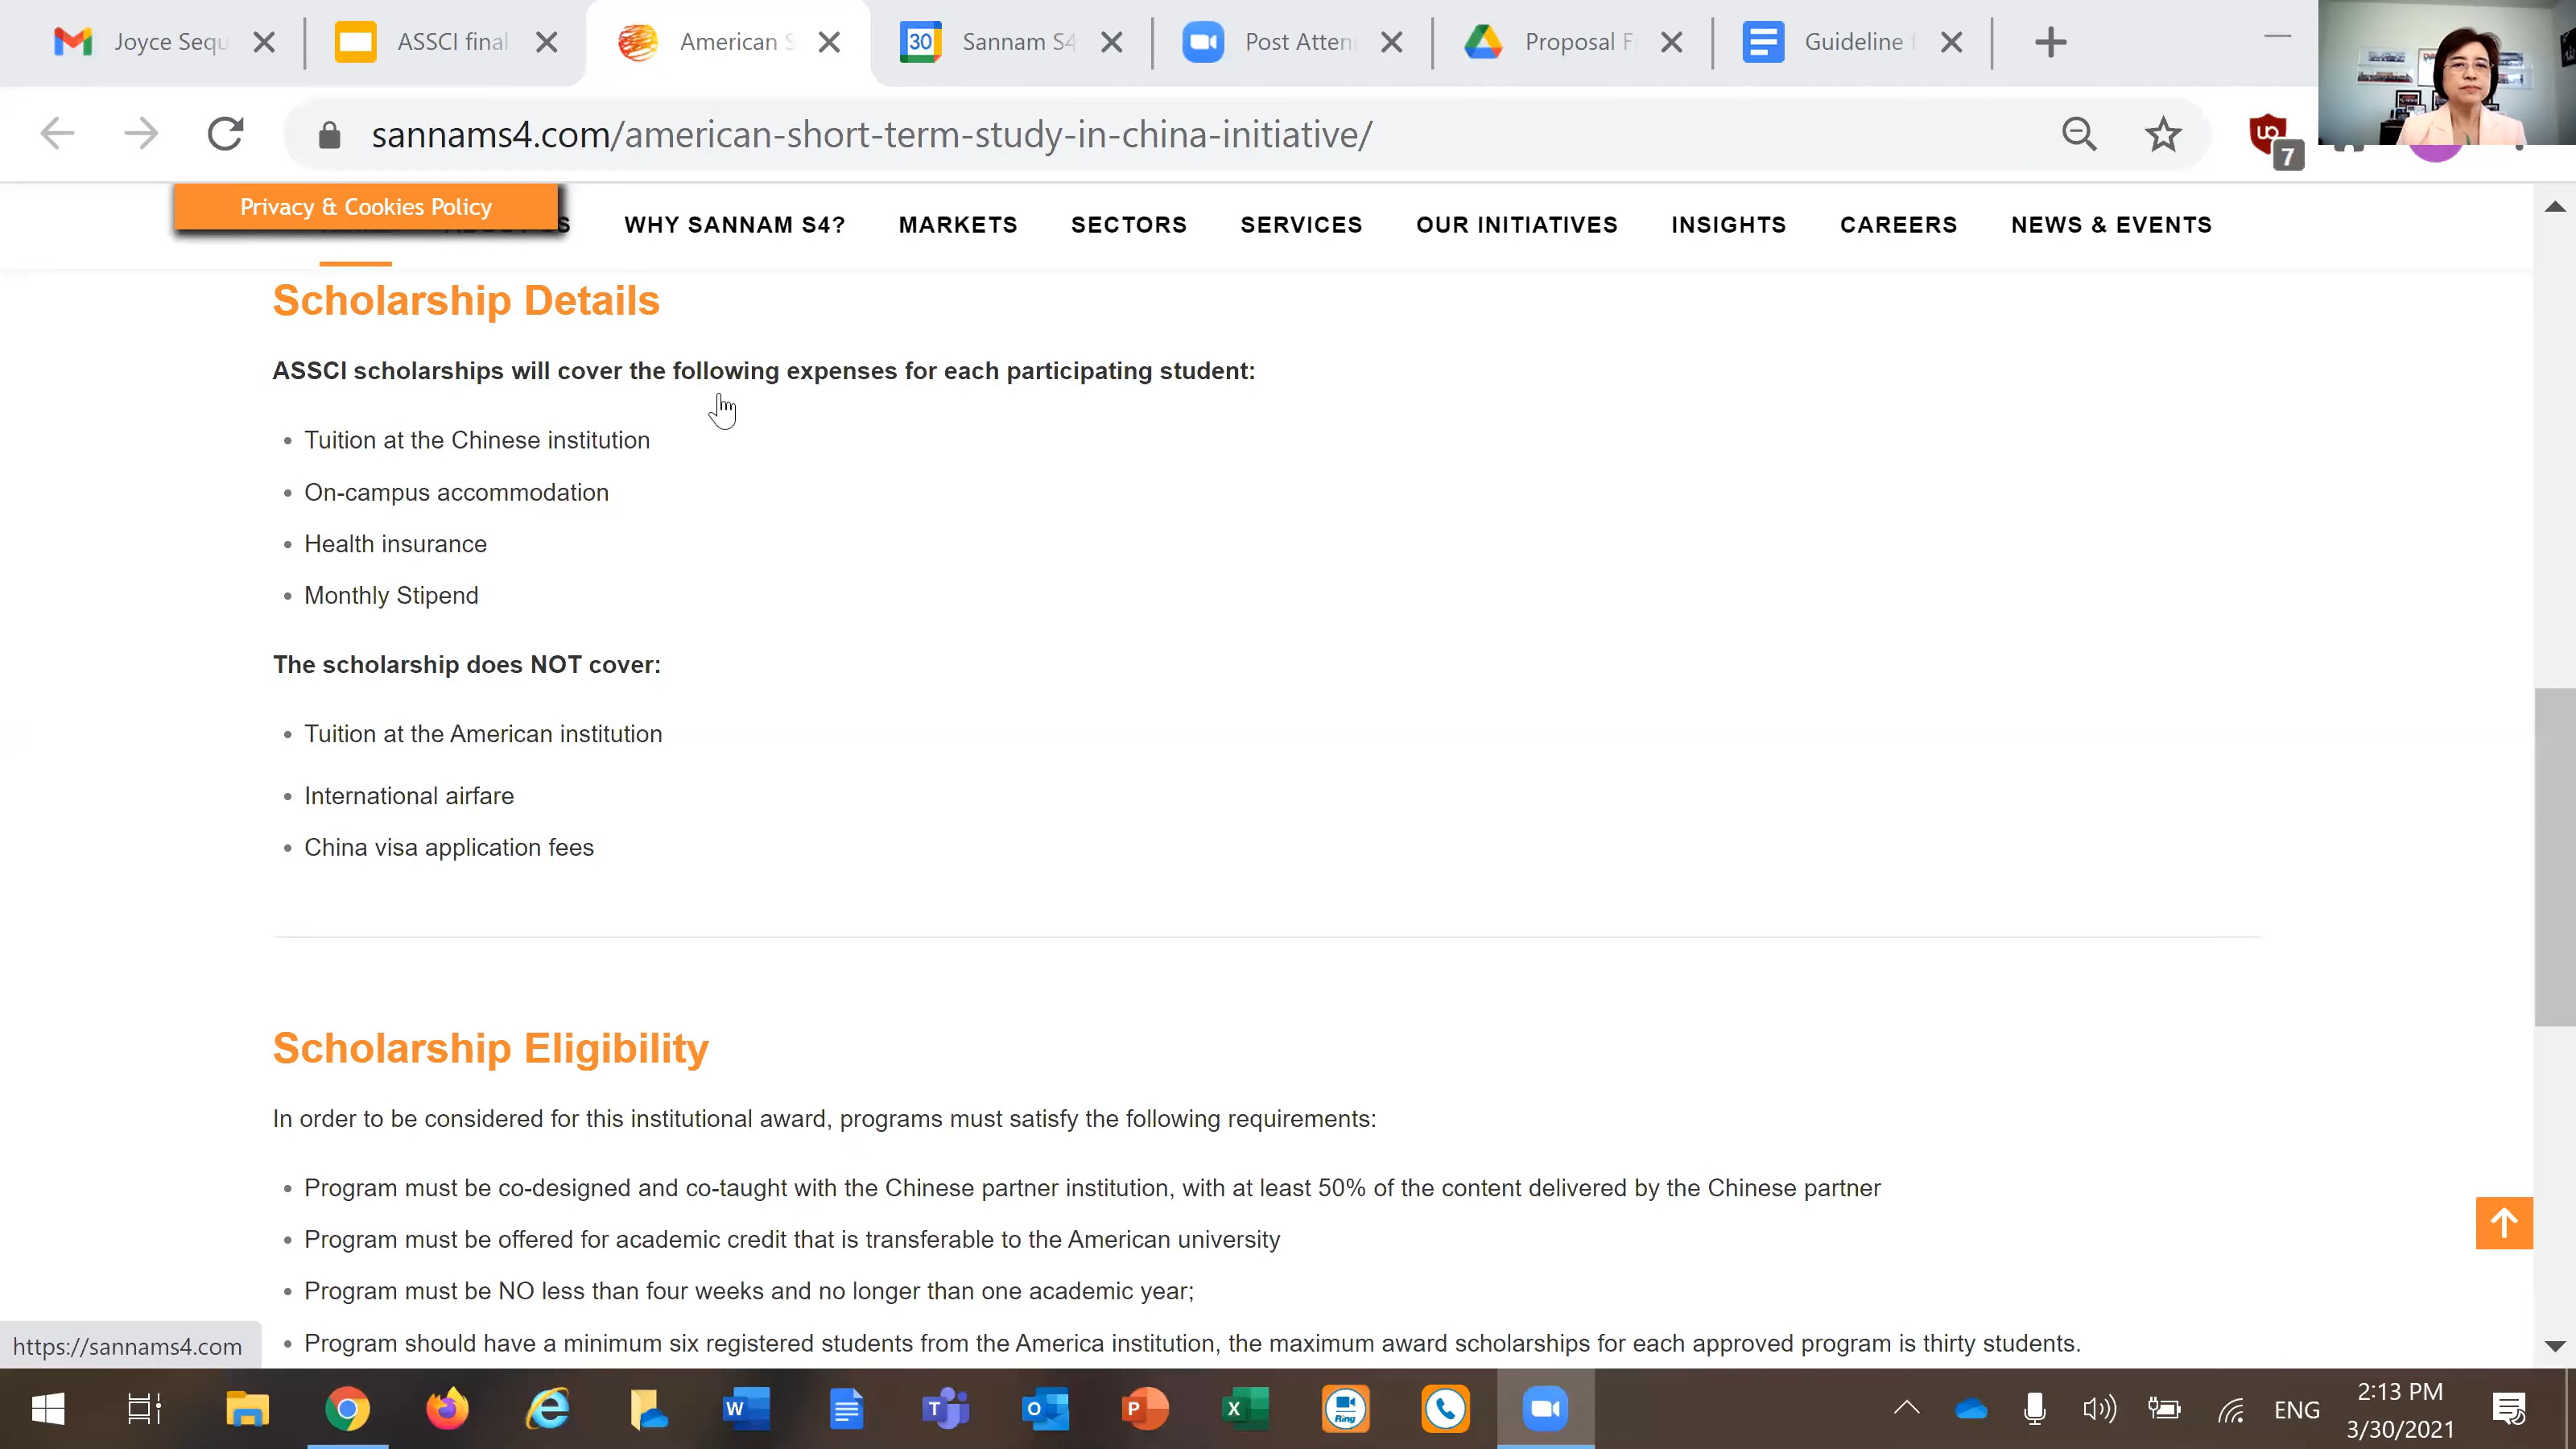 Joyce Sequ
ASSCI final
American S
30
Sannam S4
Post Atten
Proposal F
Guideline f
sannams4.com/american-short-term-study-in-china-initiative/
7
Privacy & Cookies Policy
WHY SANNAM S4? MARKETS SECTORS SERVICES OUR INITIATIVES INSIGHTS CAREERS NEWS & EVENTS
Scholarship Details
ASSCI scholarships will cover the following expenses for each participating student:
• Tuition at the Chinese institution
• On-campus accommodation
• Health insurance
• Monthly Stipend
The scholarship does NOT cover:
• Tuition at the American institution
• International airfare
• China visa application fees
Scholarship Eligibility
In order to be considered for this institutional award, programs must satisfy the following requirements:
• Program must be co-designed and co-taught with the Chinese partner institution, with at least 50% of the content delivered by the Chinese partner
• Program must be offered for academic credit that is transferable to the American university
• Program must be NO less than four weeks and no longer than one academic year;
• Program should have a minimum six registered students from the America institution, the maximum award scholarships for each approved program is thirty students.
https://sannams4.com
Ring
ENG
2:13 PM
3/30/2021